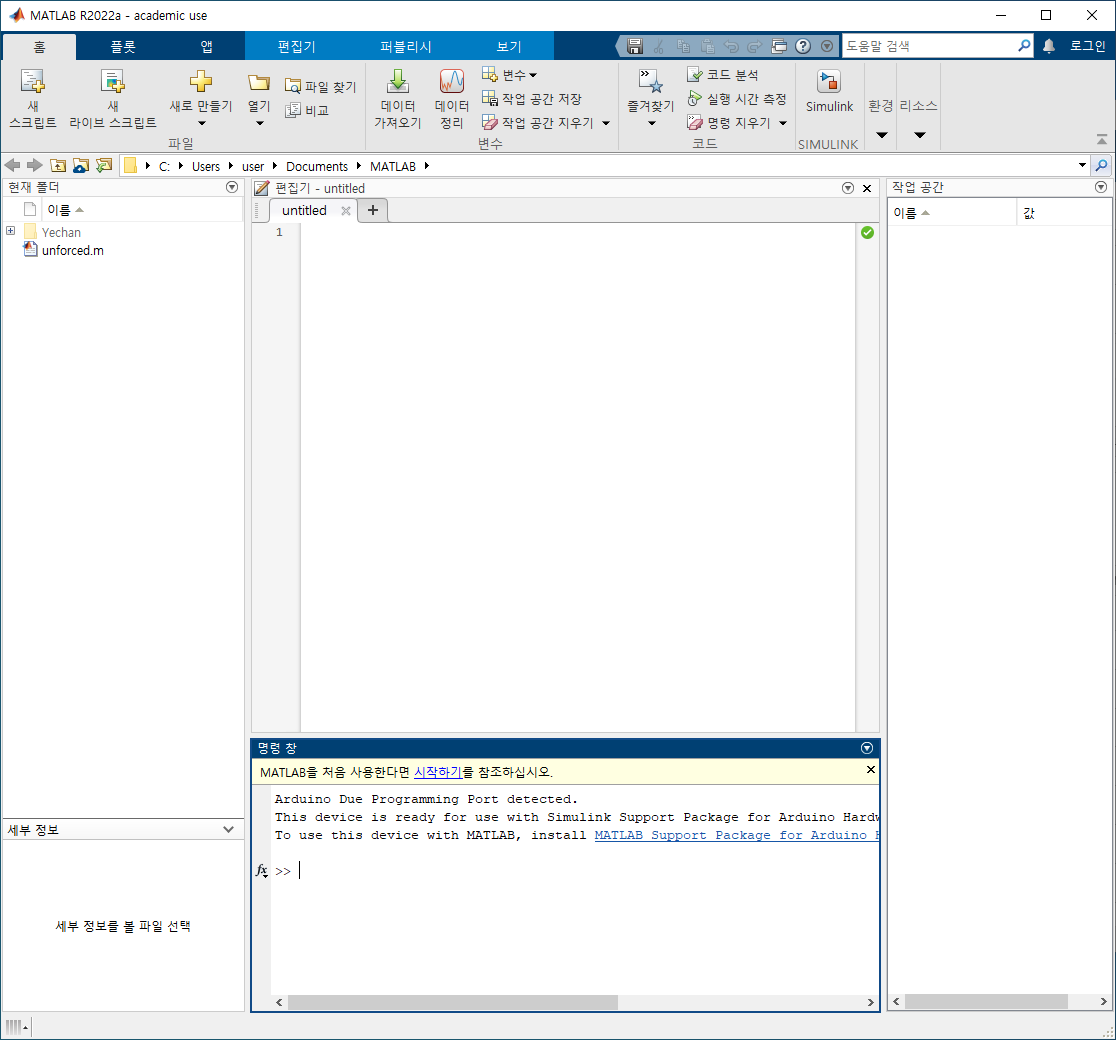 MATLAB R2022a - academic use
홈 플롯 앱 편집기 퍼블리시 보기 도움말 검색 로그인
새 스크립트
새 라이브 스크립트
새로 만들기
열기
파일 찾기
비교
파일
데이터 가져오기
데이터 정리
변수
작업 공간 저장
작업 공간 지우기
변수
즐겨찾기
코드 분석
실행 시간 측정
명령 지우기
코드
Simulink
SIMULINK
환경
리소스
C: Users user Documents MATLAB
현재 폴더
이름
Yechan
unforced.m
세부 정보
세부 정보를 볼 파일 선택
편집기 - untitled
untitled
1
명령 창
MATLAB을 처음 사용한다면 시작하기를 참조하십시오.
Arduino Due Programming Port detected.
This device is ready for use with Simulink Support Package for Arduino Hardw
To use this device with MATLAB, install MATLAB Support Package for Arduino H
fx >>
작업 공간
이름 값